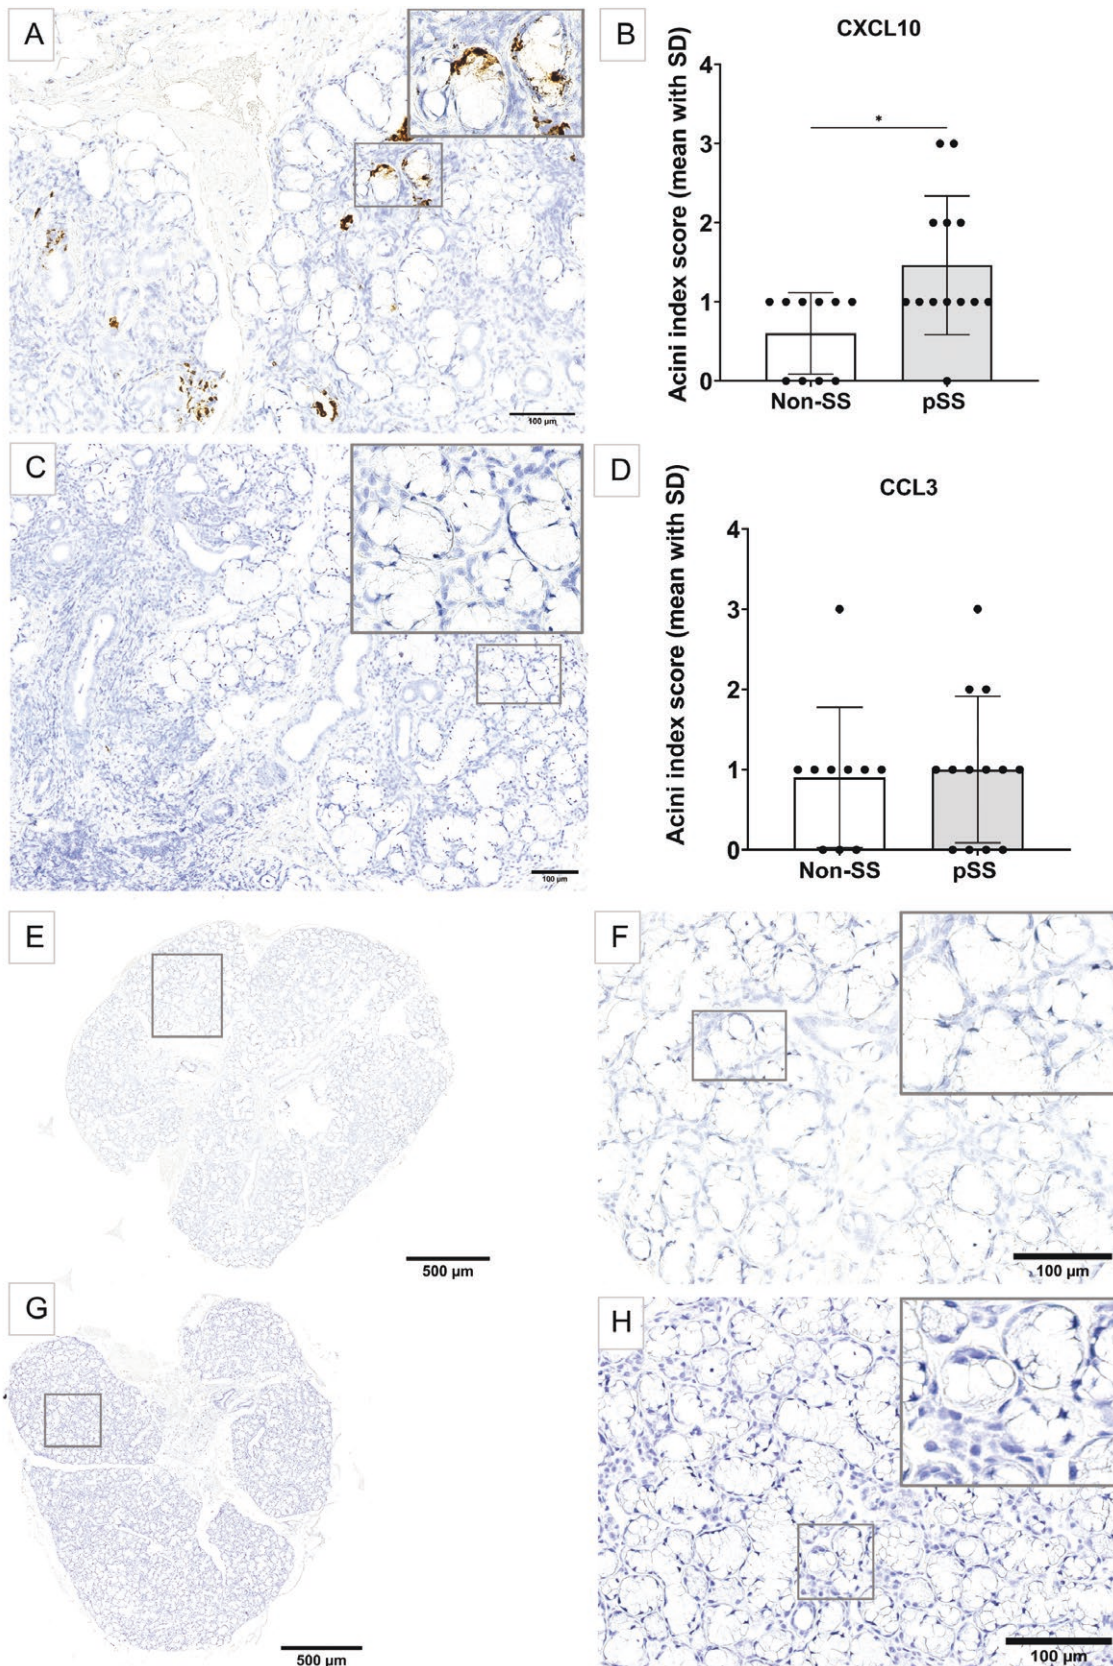 A
100 µm
B
CXCL10
Acini index score (mean with SD)
4
3
2
1
0
*
Non-SS
pSS
C
100 µm
D
CCL3
Acini index score (mean with SD)
4
3
2
1
0
Non-SS
pSS
E
500 µm
F
100 µm
G
500 µm
H
100 µm